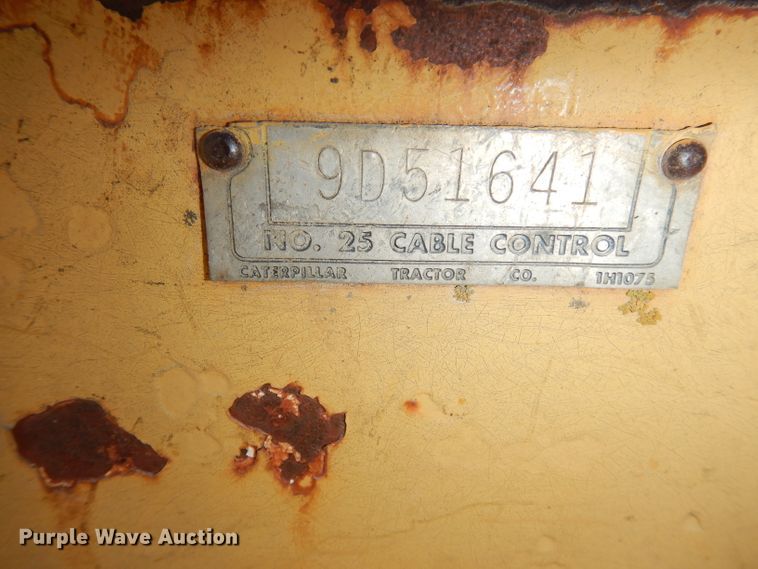 9D51641
NO. 25 CABLE CONTROL
CATERPILLAR TRACTOR CO. 1H1075
Purple Wave Auction